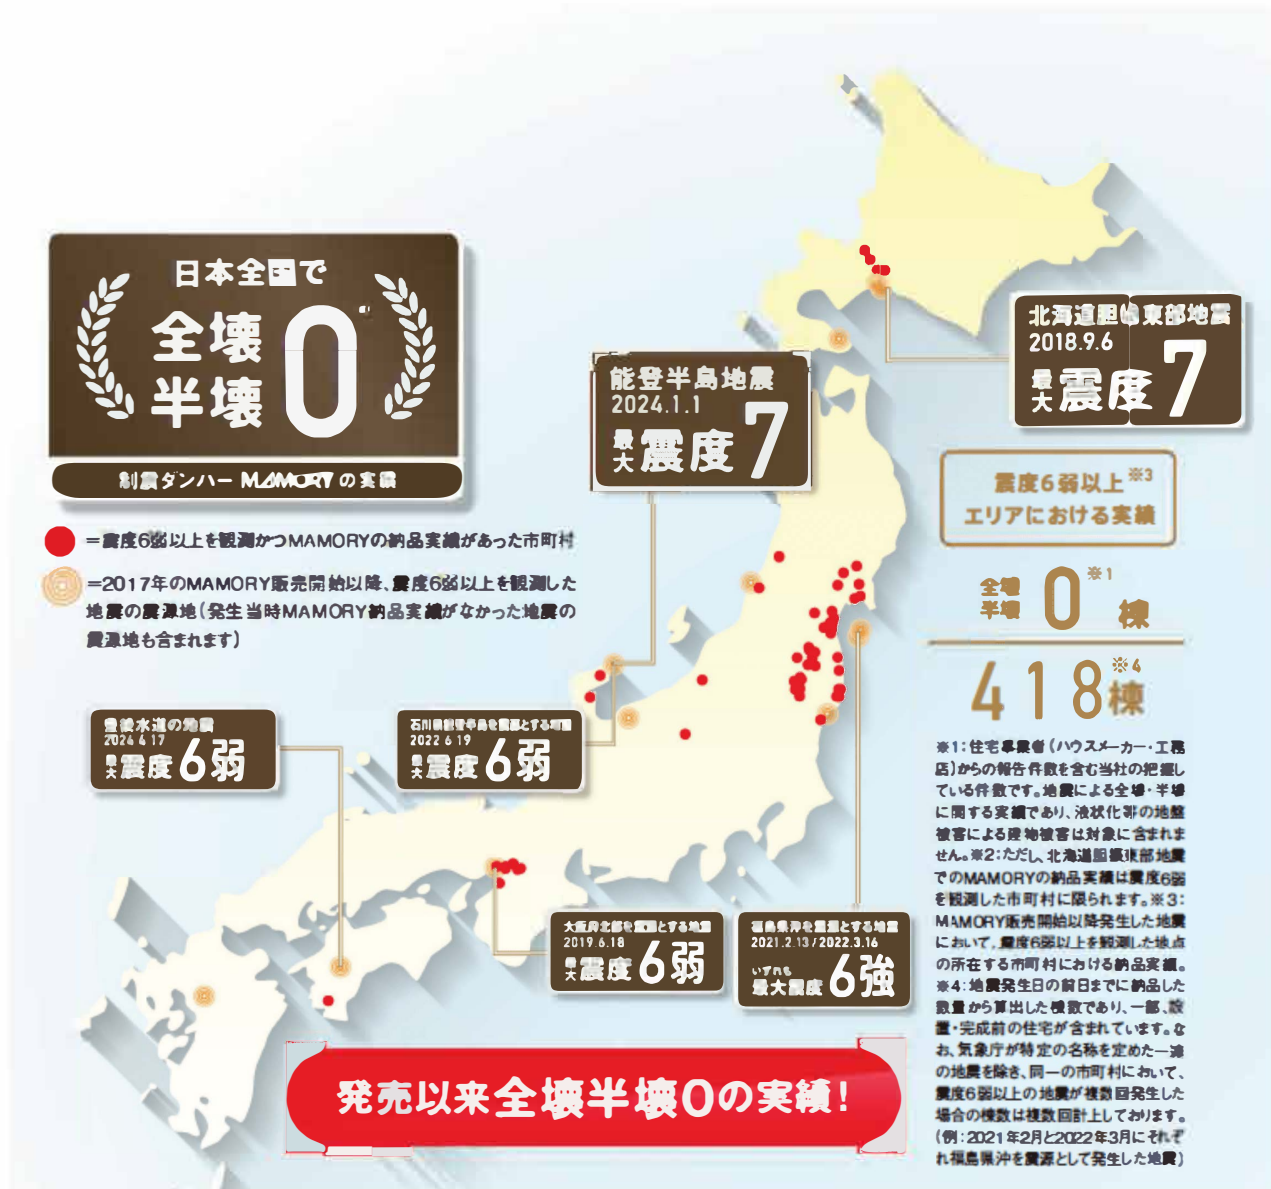 日本全国で
全壊
半壊
0
制震ダンパー MAMORY の実績
=震度6弱以上を観測かつMAMORYの納品実績があった市町村
=2017年のMAMORY販売開始以降、震度6弱以上を観測した
地震の震源地(発生当時MAMORY納品実績がなかった地震の
震源地も含まれます)
北海道胆振東部地震
2018.9.6
最大震度7
能登半島地震
2024.1.1
最大震度7
震度6弱以上※3
エリアにおける実績
全壊
半壊 0※1棟
418※4棟
豊後水道の地震
2024 4 17
最大震度6弱
石川県能登半島を震源とする地震
2022 6 19
最大震度6弱
大阪府北部を震源とする地震
2019.6.18
最大震度6弱
福島県沖を震源とする地震
2021.2.13/2022.3.16
いずれも
最大震度6強
発売以来全壊半壊0の実績!
※1:住宅事業者(ハウスメーカー・工務
店)からの報告件数を含む当社の把握し
ている件数です。地震による全壊・半壊
に関する実績であり、液状化等の地盤
被害による建物被害は対象に含まれま
せん。※2:ただし、北海道胆振東部地震
でのMAMORYの納品実績は震度6弱
を観測した市町村に限られます。※3:
MAMORY販売開始以降発生した地震
において、震度6弱以上を観測した地点
の所在する市町村における納品実績。
※4:地震発生日の前日までに納品した
数量から算出した棟数であり、一部、設
置・完成前の住宅が含まれています。な
お、気象庁が特定の名称を定めた一連
の地震を除き、同一の市町村において、
震度6弱以上の地震が複数回発生した
場合の棟数は複数回計上しております。
(例:2021年2月と2022年3月にそれぞ
れ福島県沖を震源として発生した地震)